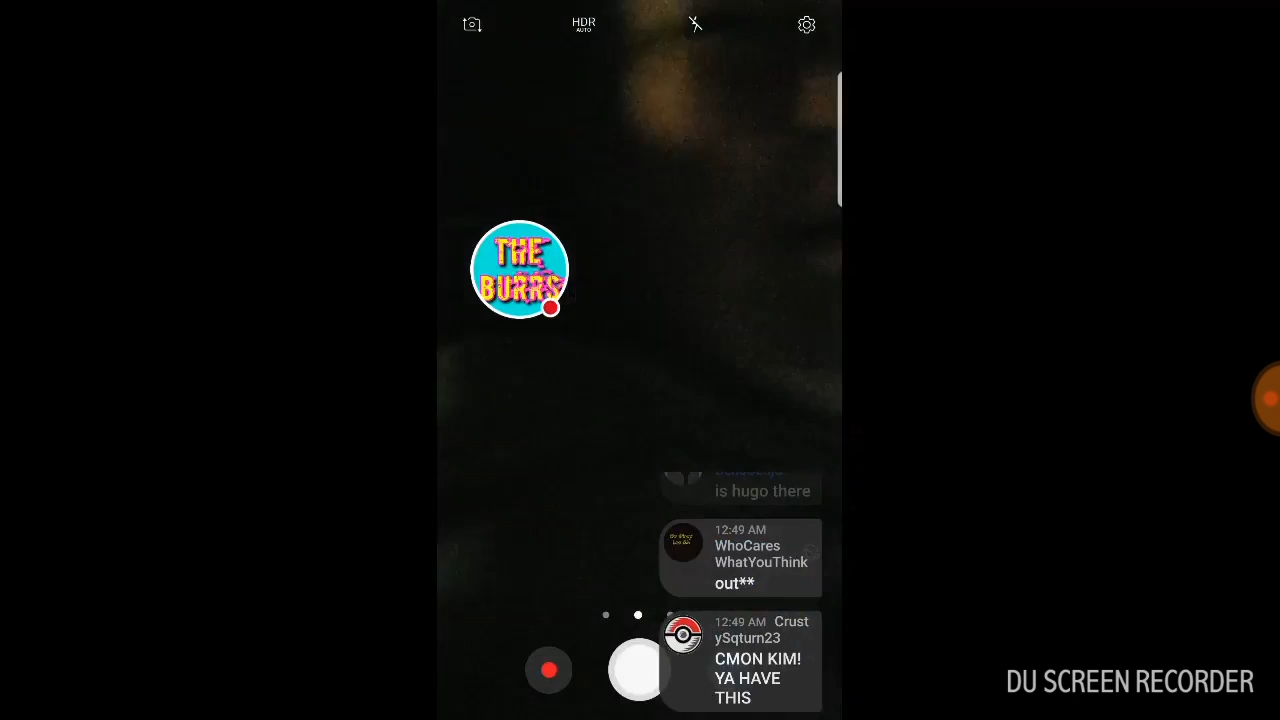 HDR
AUTO
THE
BURRS
is hugo there
12:49 AM
WhoCares
WhatYouThink
out**
12:49 AM Crust
ySqturn23
CMON KIM!
YA HAVE
THIS
DU SCREEN RECORDER